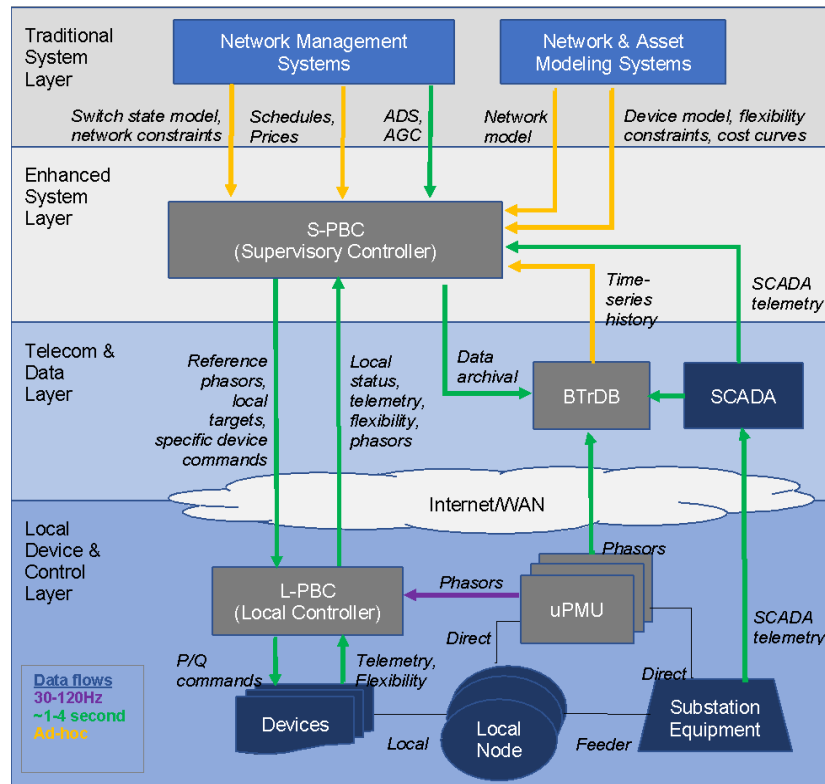 Traditional
System
Layer
Network Management
Systems
Network & Asset
Modeling Systems
Switch state model,
network constraints
Schedules,
Prices
ADS,
AGC
Network
model
Device model, flexibility
constraints, cost curves
Enhanced
System
Layer
S-PBC
(Supervisory Controller)
Time-
series
history
SCADA
telemetry
Telecom &
Data
Layer
Reference
phasors,
local
targets,
specific device
commands
Local
status,
telemetry,
flexibility,
phasors
Data
archival
BTrDB
SCADA
Internet/WAN
Local
Device &
Control
Layer
L-PBC
(Local Controller)
Phasors
Phasors
uPMU
SCADA
telemetry
Direct
Direct
P/Q
commands
Telemetry,
Flexibility
Devices
Local
Local
Node
Feeder
Substation
Equipment
Data flows
30-120Hz
~1-4 second
Ad-hoc